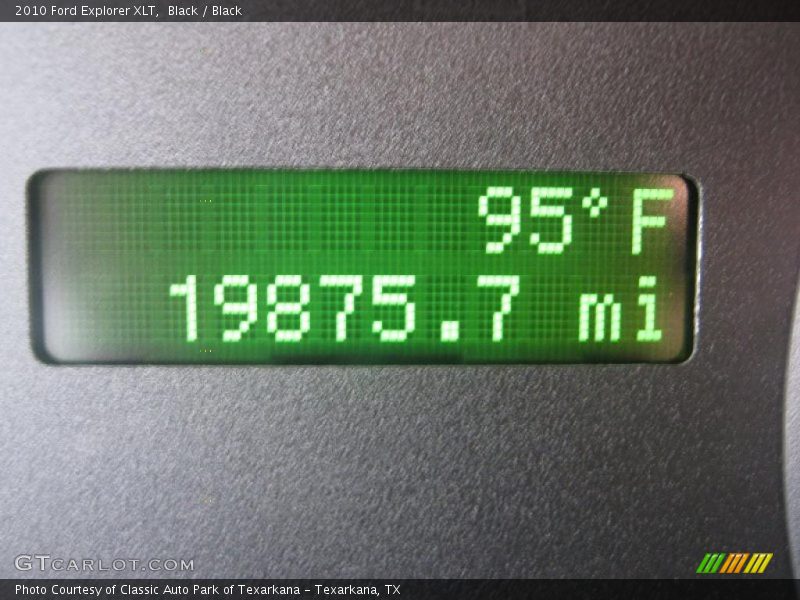 2010 Ford Explorer XLT,  Black / Black
95°F
19875.7 mi
GTCARLOT.COM
Photo Courtesy of Classic Auto Park of Texarkana - Texarkana, TX